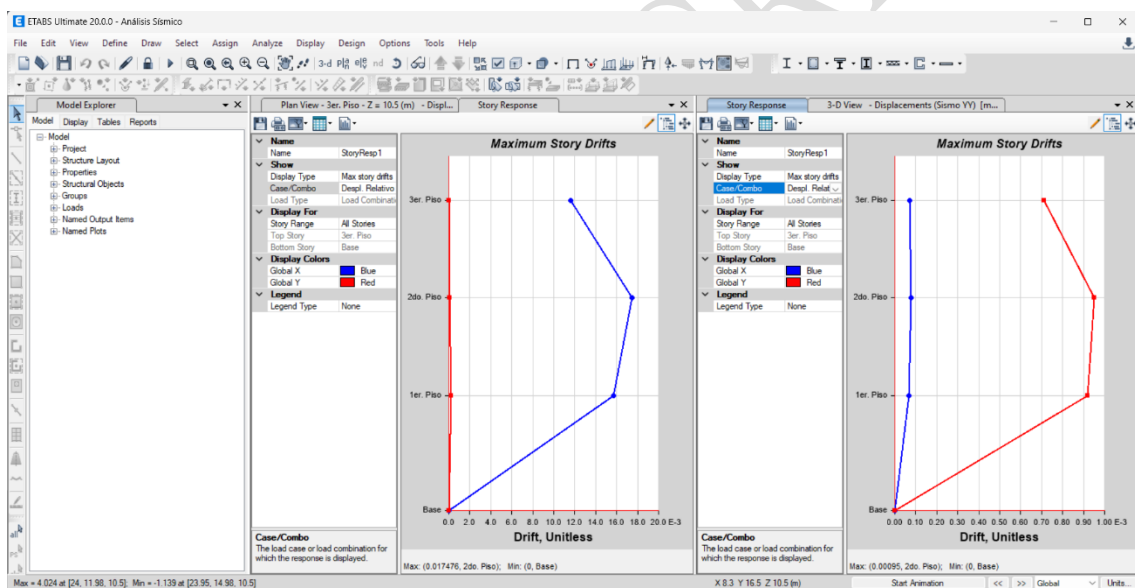 ETABS Ultimate 20.0.0 - Análisis Sísmico
File Edit View Define Draw Select Assign Analyze Display Design Options Tools Help
3-d
nd
Model Explorer
Model Display Tables Reports
Model
Project
Structure Layout
Properties
Structural Objects
Groups
Loads
Named Output Items
Named Plots
Plan View - 3er. Piso - Z = 10.5 (m) - Displ...
Story Response
Name
Name StoryResp1
Show
Display Type Max story drifts
Case/Combo Despl. Relativo
Load Type Load Combinati
Display For
Story Range All Stories
Top Story 3er. Piso
Bottom Story Base
Display Colors
Global X Blue
Global Y Red
Legend
Legend Type None
Case/Combo
The load case or load combination for
which the response is displayed.
Maximum Story Drifts
3er. Piso
2do. Piso
1er. Piso
Base
0.0 2.0 4.0 6.0 8.0 10.0 12.0 14.0 16.0 18.0 20.0 E-3
Drift, Unitless
Max: (0.017476, 2do. Piso); Min: (0, Base)
Story Response
3-D View - Displacements (Sismo YY) [m...
Name
Name StoryResp1
Show
Display Type Max story drifts
Case/Combo Despl. Relat
Load Type Load Combinati
Display For
Story Range All Stories
Top Story 3er. Piso
Bottom Story Base
Display Colors
Global X Blue
Global Y Red
Legend
Legend Type None
Case/Combo
The load case or load combination for
which the response is displayed.
Maximum Story Drifts
3er. Piso
2do. Piso
1er. Piso
Base
0.00 0.10 0.20 0.30 0.40 0.50 0.60 0.70 0.80 0.90 1.00 E-3
Drift, Unitless
Max: (0.00095, 2do. Piso); Min: (0, Base)
all
Max = 4.024 at [24, 11.98, 10.5]; Min = -1.139 at [23.95, 14.98, 10.5]
X 8.3 Y 16.5 Z 10.5 (m)
Start Animation << >> Global Units...